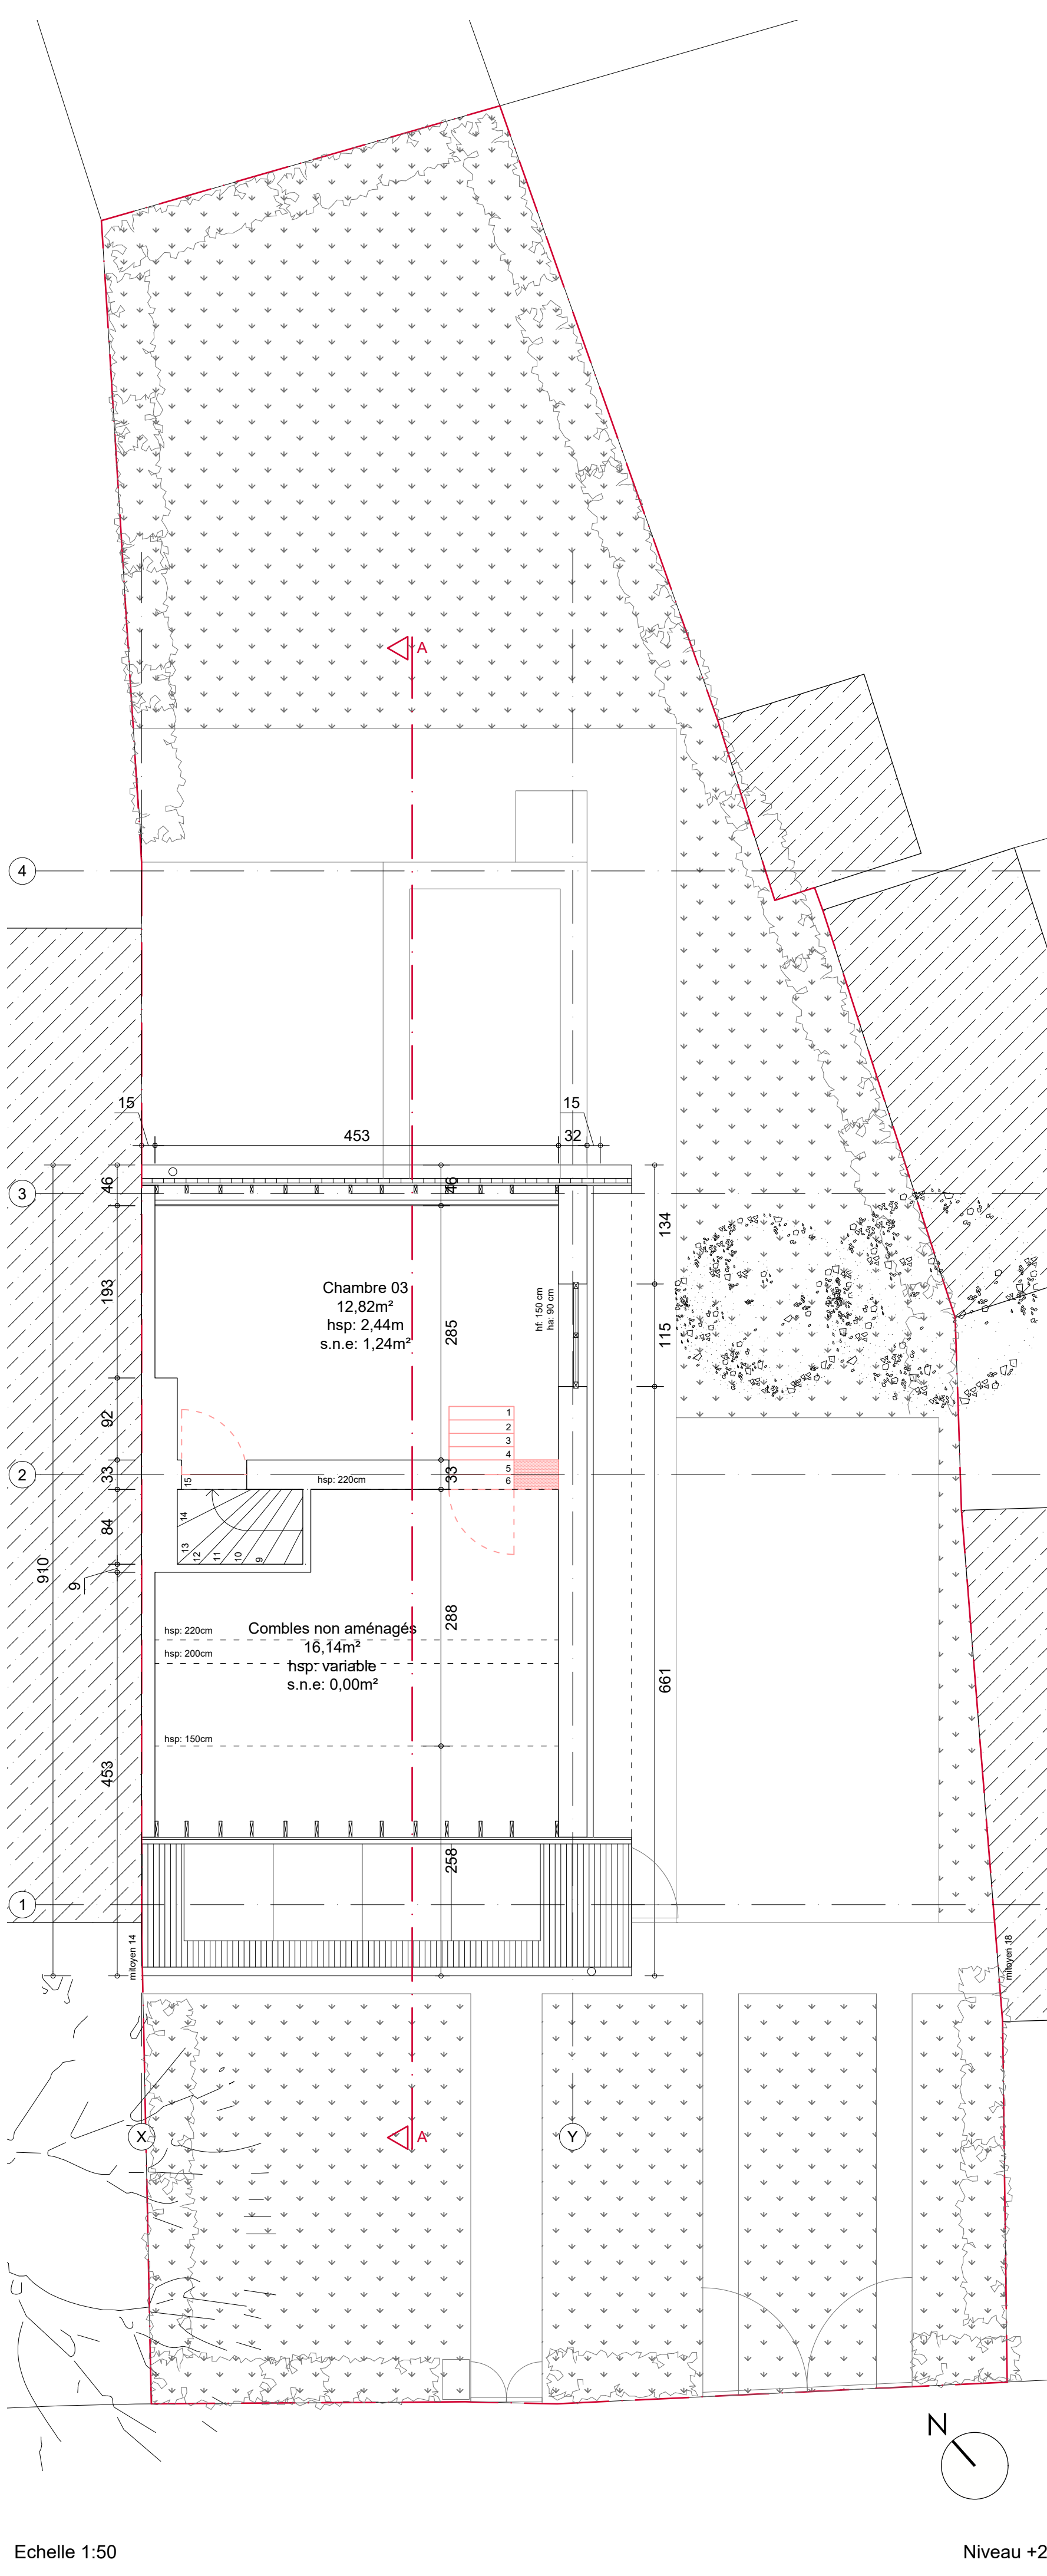 A
4
15
15
453
32
46
46
3
134
193
Chambre 03
12,82m²
hsp: 2,44m
s.n.e: 1,24m²
285
hf: 150 cm
ha: 90 cm
115
92
1
2
3
4
5
6
2
33
15
hsp: 220cm
33
84
14
13
12
11
10
9
910
9
288
hsp: 220cm
Combles non aménagés
16,14m²
hsp: variable
s.n.e: 0,00m²
hsp: 200cm
661
hsp: 150cm
453
258
1
mitoyen 14
mitoyen 18
X
A
Y
N
Echelle 1:50
Niveau +2